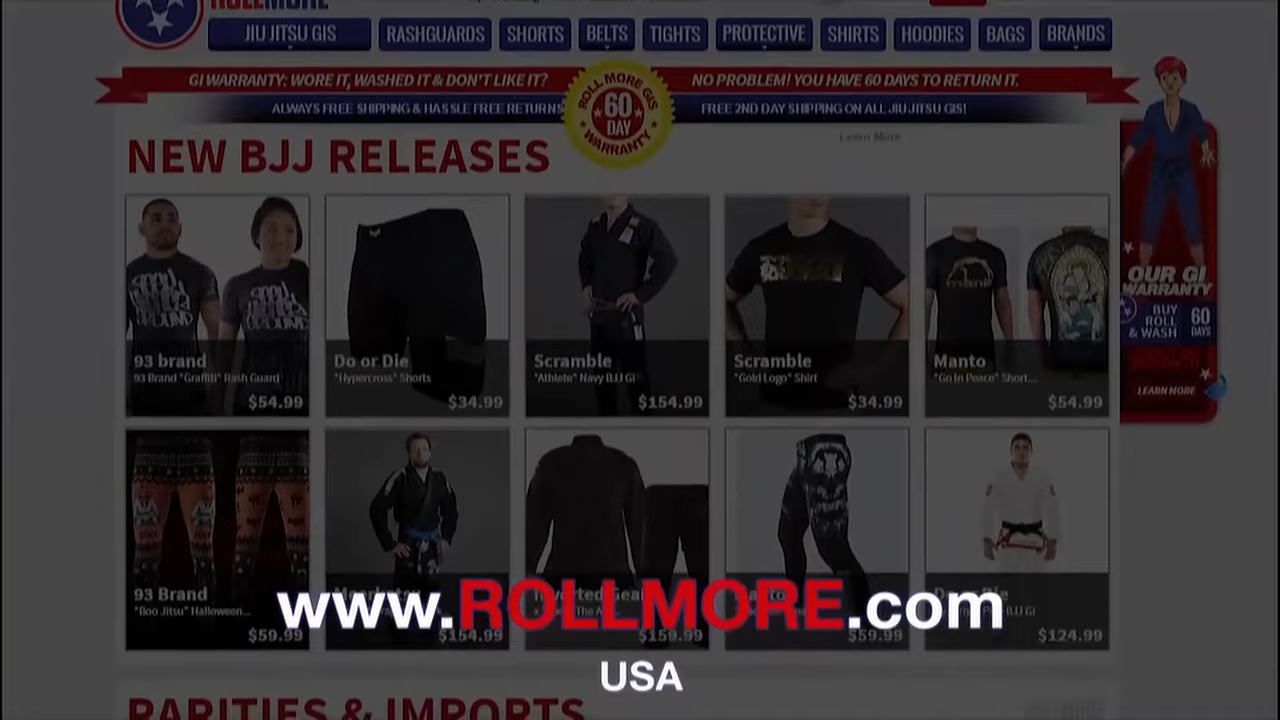 ROLLMORE
JIU JITSU GIS RASHGUARDS SHORTS BELTS TIGHTS PROTECTIVE SHIRTS HOODIES BAGS BRANDS
GI WARRANTY: WORE IT, WASHED IT & DON'T LIKE IT?
NO PROBLEM! YOU HAVE 60 DAYS TO RETURN IT.
ALWAYS FREE SHIPPING & HASSLE FREE RETURNS
FREE 2ND DAY SHIPPING ON ALL JIU JITSU GIS!
ROLL MORE GIS
60
DAY
WARRANTY
Learn More
NEW BJJ RELEASES
93 brand
93 Brand "Graffiti" Rash Guard
$54.99
Do or Die
"Hypercross" Shorts
$34.99
Scramble
"Athlete" Navy BJJ Gi
$154.99
Scramble
"Gold Logo" Shirt
$34.99
Manto
"Go In Peace" Short...
$54.99
OUR GI
WARRANTY
BUY
ROLL
& WASH
60
DAYS
LEARN MORE
93 Brand
"Boo Jitsu" Halloween...
$59.99
$154.99
$159.99
$59.99
BJJ Gi
$124.99
www.ROLLMORE.com
USA
RARITIES & IMPORTS